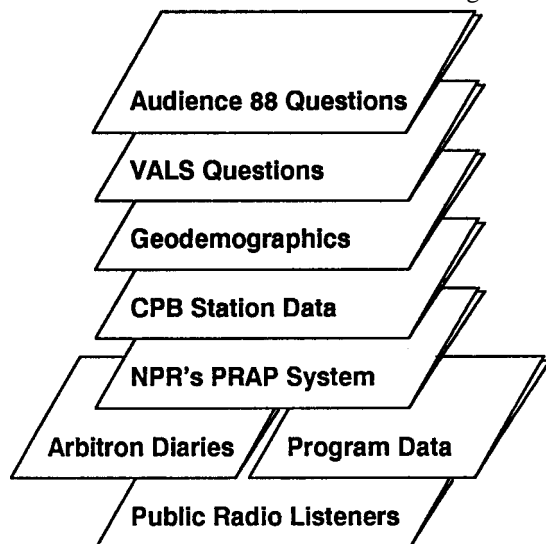 Audience 88 Questions
VALS Questions
Geodemographics
CPB Station Data
NPR's PRAP System
Arbitron Diaries
Program Data
Public Radio Listeners